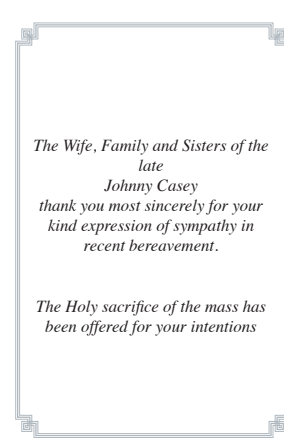 The Wife, Family and Sisters of the
late
Johnny Casey
thank you most sincerely for your
kind expression of sympathy in
recent bereavement.
The Holy sacrifice of the mass has
been offered for your intentions